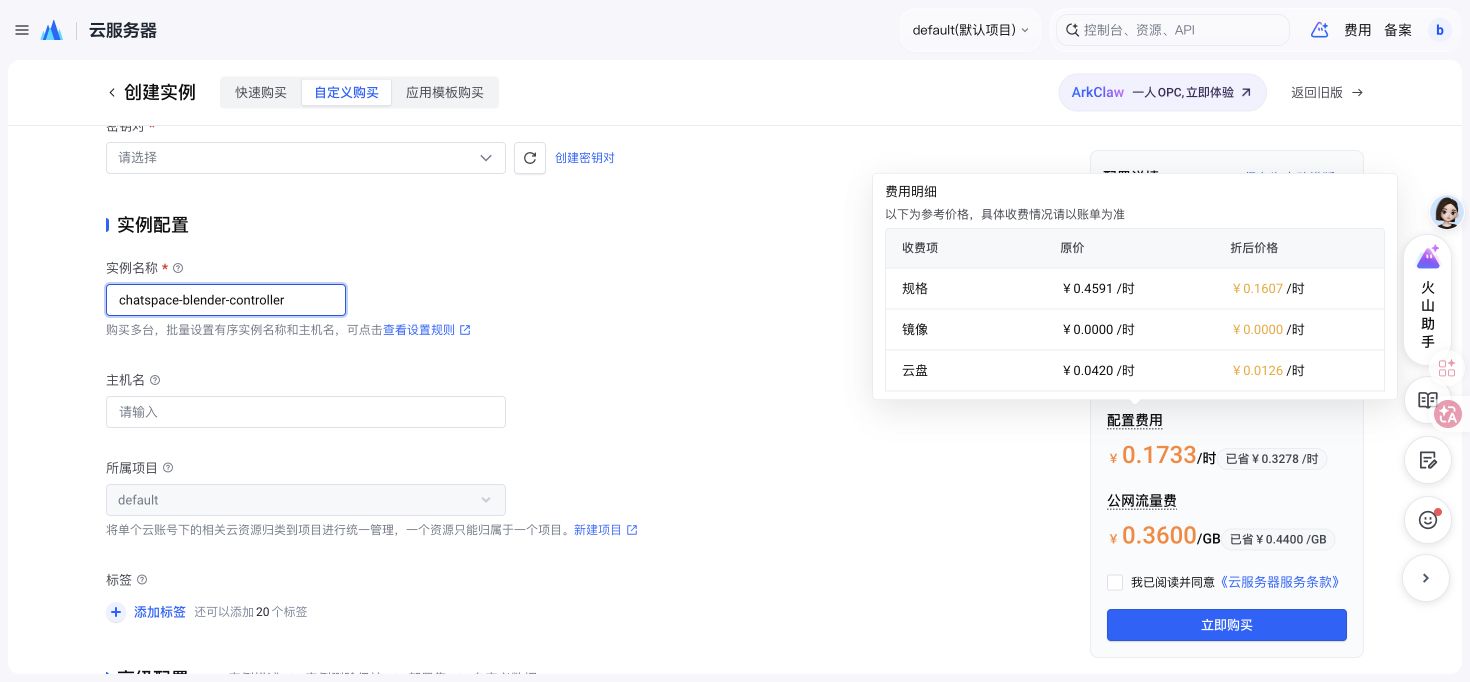 云服务器
default(默认项目)
控制台、资源、API
费用
备案
b
创建实例
快速购买
自定义购买
应用模板购买
ArkClaw 一人OPC,立即体验
返回旧版
密钥对 *
请选择
创建密钥对
实例配置
实例名称 *
chatspace-blender-controller
购买多台，批量设置有序实例名称和主机名，可点击查看设置规则
主机名
请输入
所属项目
default
将单个云账号下的相关云资源归类到项目进行统一管理，一个资源只能归属于一个项目。新建项目
标签
添加标签 还可以添加 20 个标签
高级配置
配置详情
费用明细
以下为参考价格，具体收费情况请以账单为准
收费项 原价 折后价格
规格 ¥0.4591 /时 ¥0.1607 /时
镜像 ¥0.0000 /时 ¥0.0000 /时
云盘 ¥0.0420 /时 ¥0.0126 /时
配置费用
¥ 0.1733/时 已省 ¥0.3278 /时
公网流量费
¥ 0.3600/GB 已省 ¥0.4400 /GB
我已阅读并同意《云服务器服务条款》
立即购买
火山助手